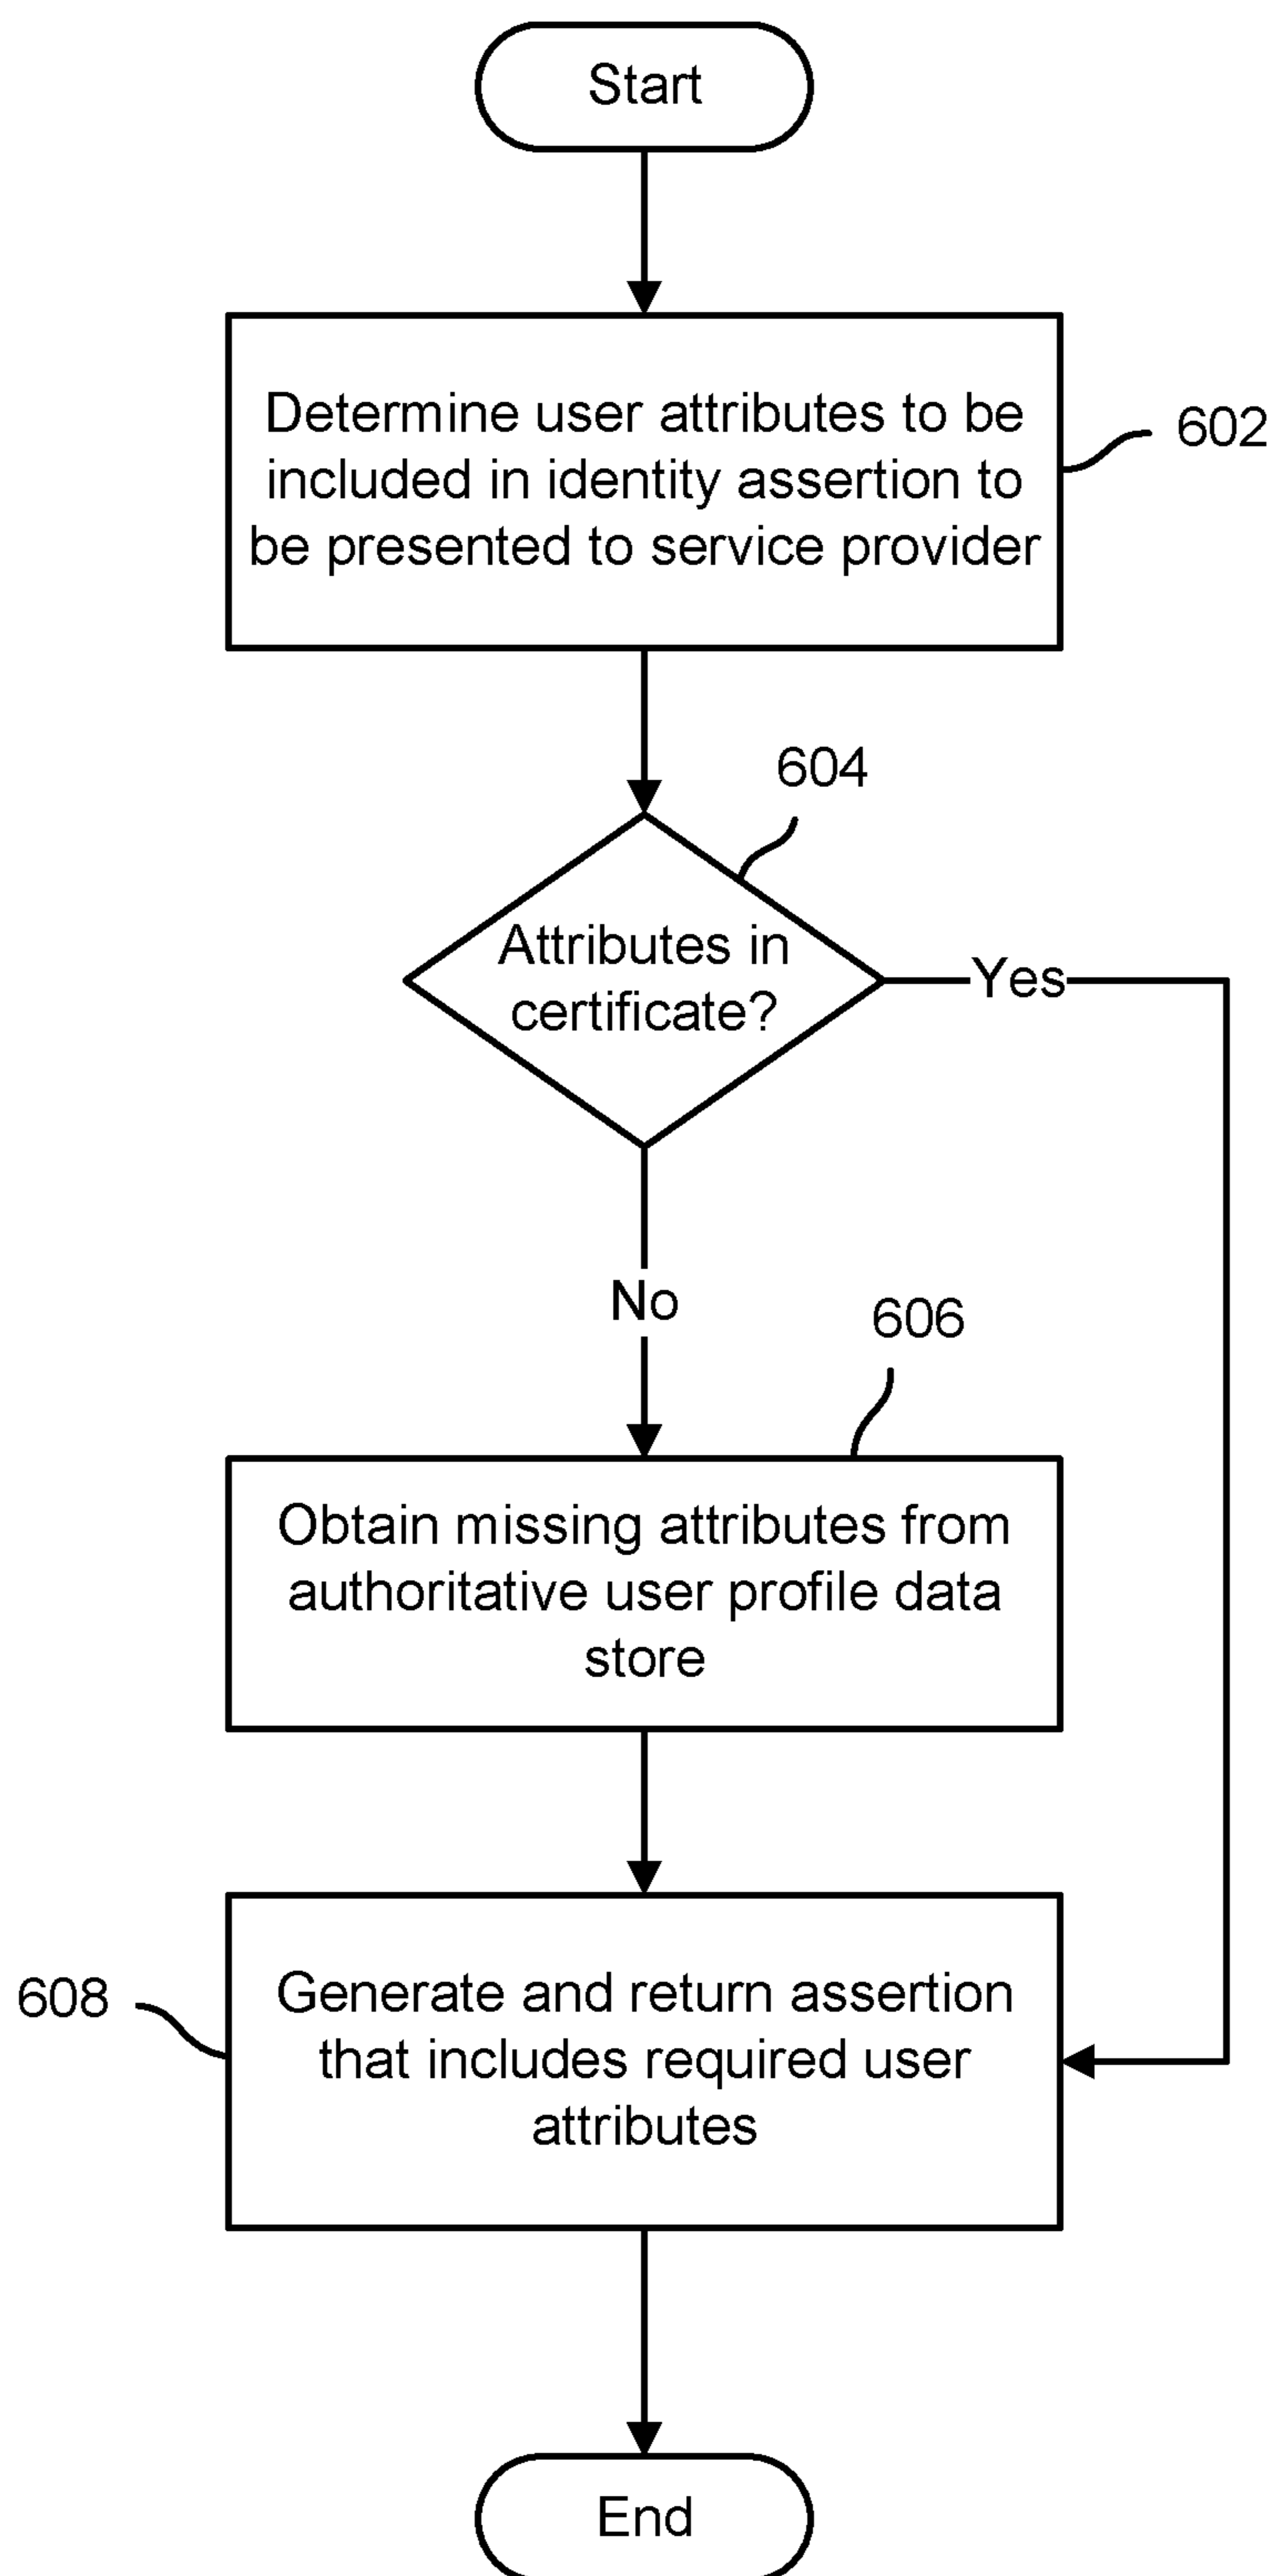 Start
Determine user attributes to be
included in identity assertion to
be presented to service provider
602
604
Attributes in
certificate?
Yes
No
606
Obtain missing attributes from
authoritative user profile data
store
608
Generate and return assertion
that includes required user
attributes
End